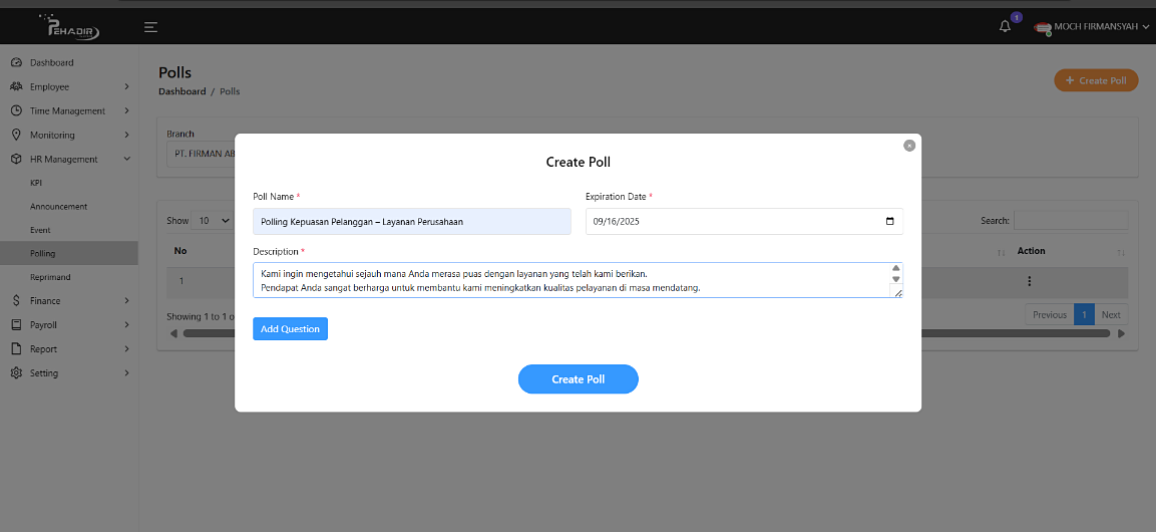 PEHADIR
1
MOCH FIRMANSYAH
Dashboard
Employee
Time Management
Monitoring
HR Management
KPI
Announcement
Event
Polling
Reprimand
Finance
Payroll
Report
Setting
Polls
Dashboard / Polls
+ Create Poll
Branch
PT. FIRMAN AB
Show 10
Search:
No
Action
1
Showing 1 to 1 o
Previous 1 Next
Create Poll
Poll Name *
Expiration Date *
Polling Kepuasan Pelanggan – Layanan Perusahaan
09/16/2025
Description *
Kami ingin mengetahui sejauh mana Anda merasa puas dengan layanan yang telah kami berikan.
Pendapat Anda sangat berharga untuk membantu kami meningkatkan kualitas pelayanan di masa mendatang.
Add Question
Create Poll